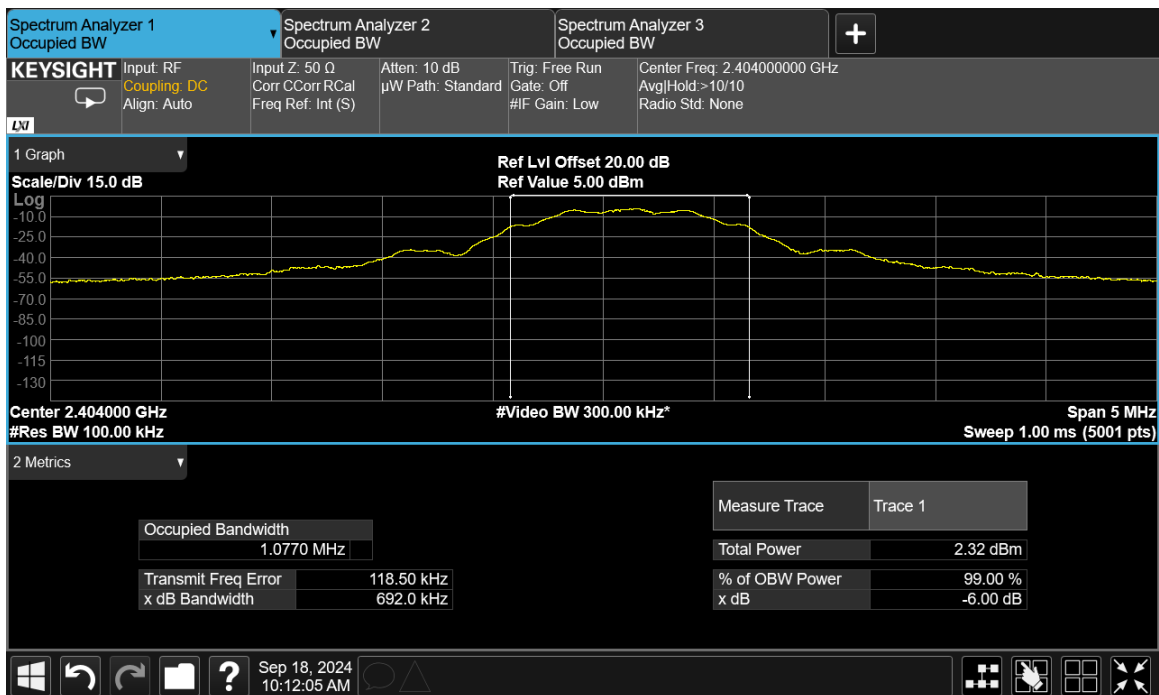 Spectrum Analyzer 1
Occupied BW
Spectrum Analyzer 2
Occupied BW
Spectrum Analyzer 3
Occupied BW
KEYSIGHT
LXI
Input: RF
Coupling: DC
Align: Auto
Input Z: 50 Ω
Corr CCorr RCal
Freq Ref: Int (S)
Atten: 10 dB
µW Path: Standard
Trig: Free Run
Gate: Off
#IF Gain: Low
Center Freq: 2.404000000 GHz
Avg|Hold:>10/10
Radio Std: None
1 Graph
Ref Lvl Offset 20.00 dB
Scale/Div 15.0 dB
Ref Value 5.00 dBm
Log
-10.0
-25.0
-40.0
-55.0
-70.0
-85.0
-100
-115
-130
Center 2.404000 GHz
#Video BW 300.00 kHz*
Span 5 MHz
#Res BW 100.00 kHz
Sweep 1.00 ms (5001 pts)
2 Metrics
Measure Trace Trace 1
Occupied Bandwidth
1.0770 MHz
Total Power 2.32 dBm
Transmit Freq Error 118.50 kHz
% of OBW Power 99.00 %
x dB Bandwidth 692.0 kHz
x dB -6.00 dB
?
Sep 18, 2024
10:12:05 AM